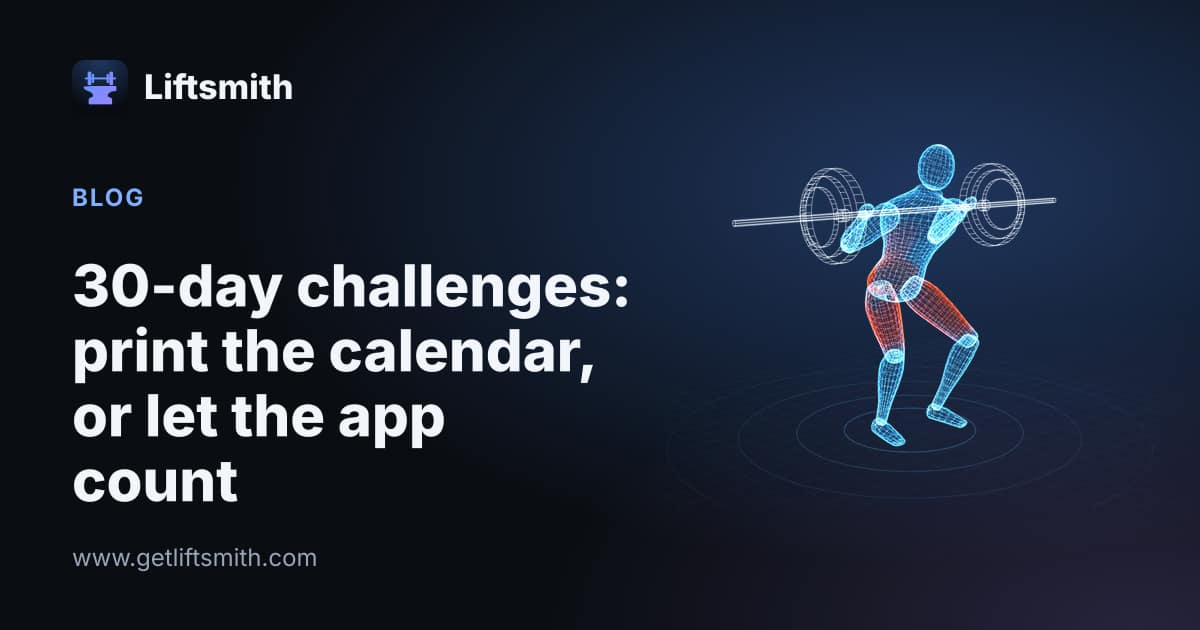 Liftsmith
BLOG
30-day challenges:
print the calendar,
or let the app
count
www.getliftsmith.com